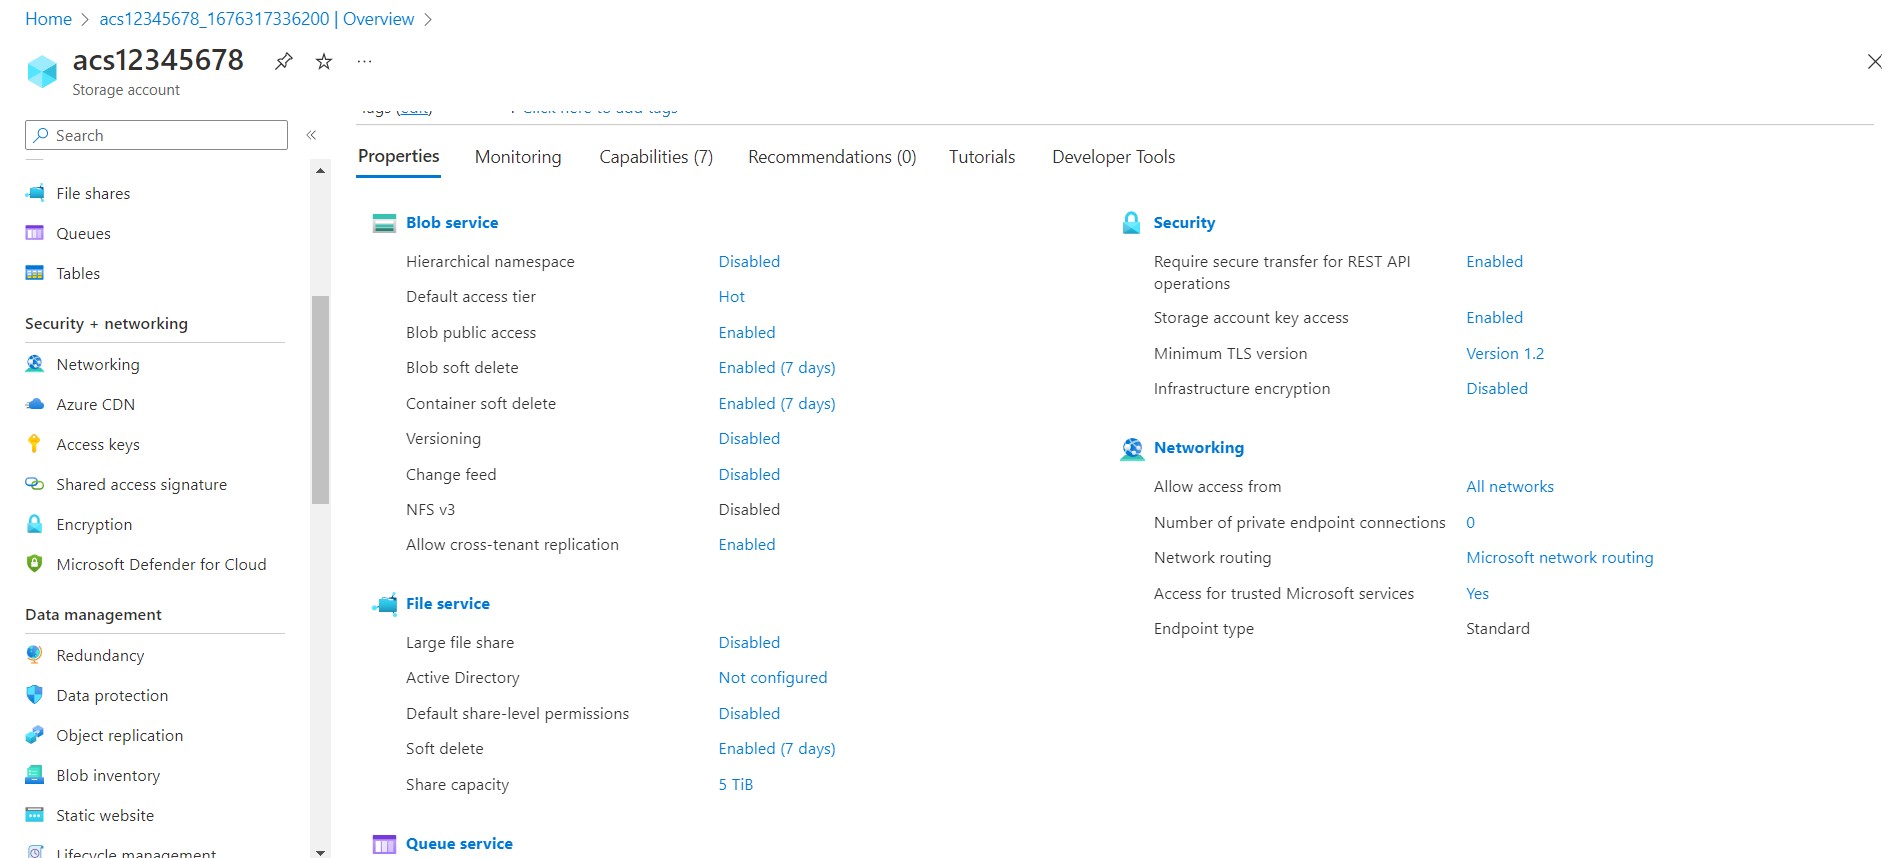 Home > acs12345678_1676317336200 | Overview >
acs12345678
Storage account
Tags (edit) : Click here to add tags
Search
File shares
Queues
Tables
Security + networking
Networking
Azure CDN
Access keys
Shared access signature
Encryption
Microsoft Defender for Cloud
Data management
Redundancy
Data protection
Object replication
Blob inventory
Static website
Lifecycle management
Properties Monitoring Capabilities (7) Recommendations (0) Tutorials Developer Tools
Blob service
Hierarchical namespace Disabled
Default access tier Hot
Blob public access Enabled
Blob soft delete Enabled (7 days)
Container soft delete Enabled (7 days)
Versioning Disabled
Change feed Disabled
NFS v3 Disabled
Allow cross-tenant replication Enabled
File service
Large file share Disabled
Active Directory Not configured
Default share-level permissions Disabled
Soft delete Enabled (7 days)
Share capacity 5 TiB
Queue service
Security
Require secure transfer for REST API Enabled
operations
Storage account key access Enabled
Minimum TLS version Version 1.2
Infrastructure encryption Disabled
Networking
Allow access from All networks
Number of private endpoint connections 0
Network routing Microsoft network routing
Access for trusted Microsoft services Yes
Endpoint type Standard